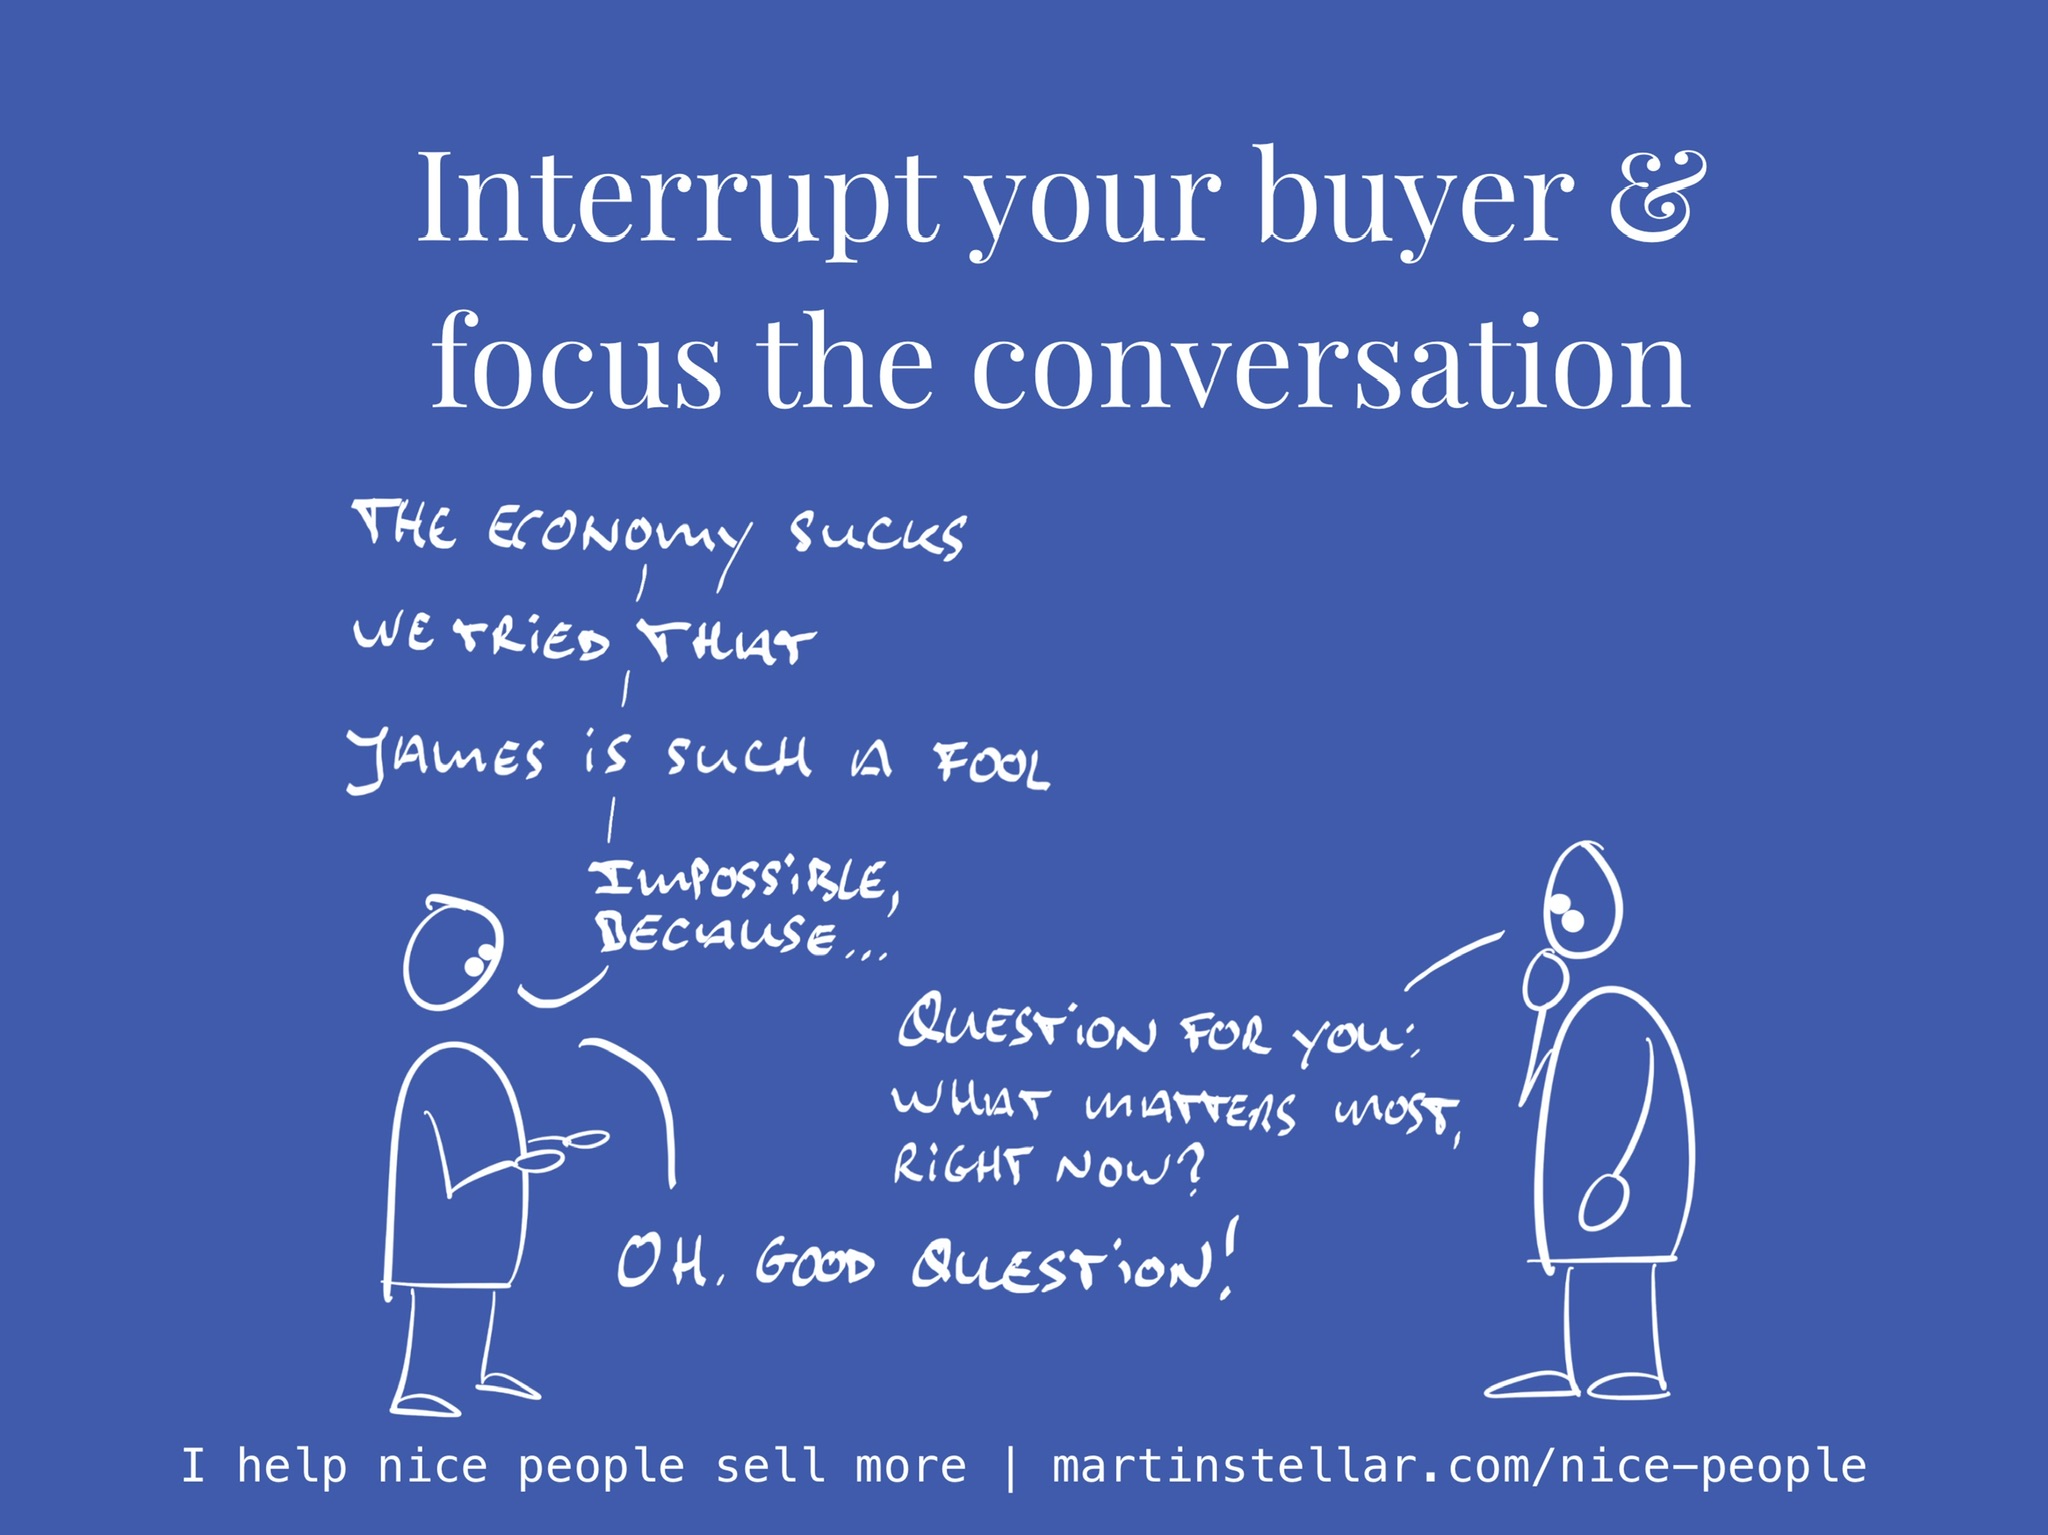 Interrupt your buyer &
focus the conversation
THE ECONOMY SUCKS
WE TRIED THAT
JAMES IS SUCH A FOOL
IMPOSSIBLE,
BECAUSE...
QUESTION FOR YOU:
WHAT MATTERS MOST,
RIGHT NOW?
OH. GOOD QUESTION!
I help nice people sell more | martinstellar.com/nice-people